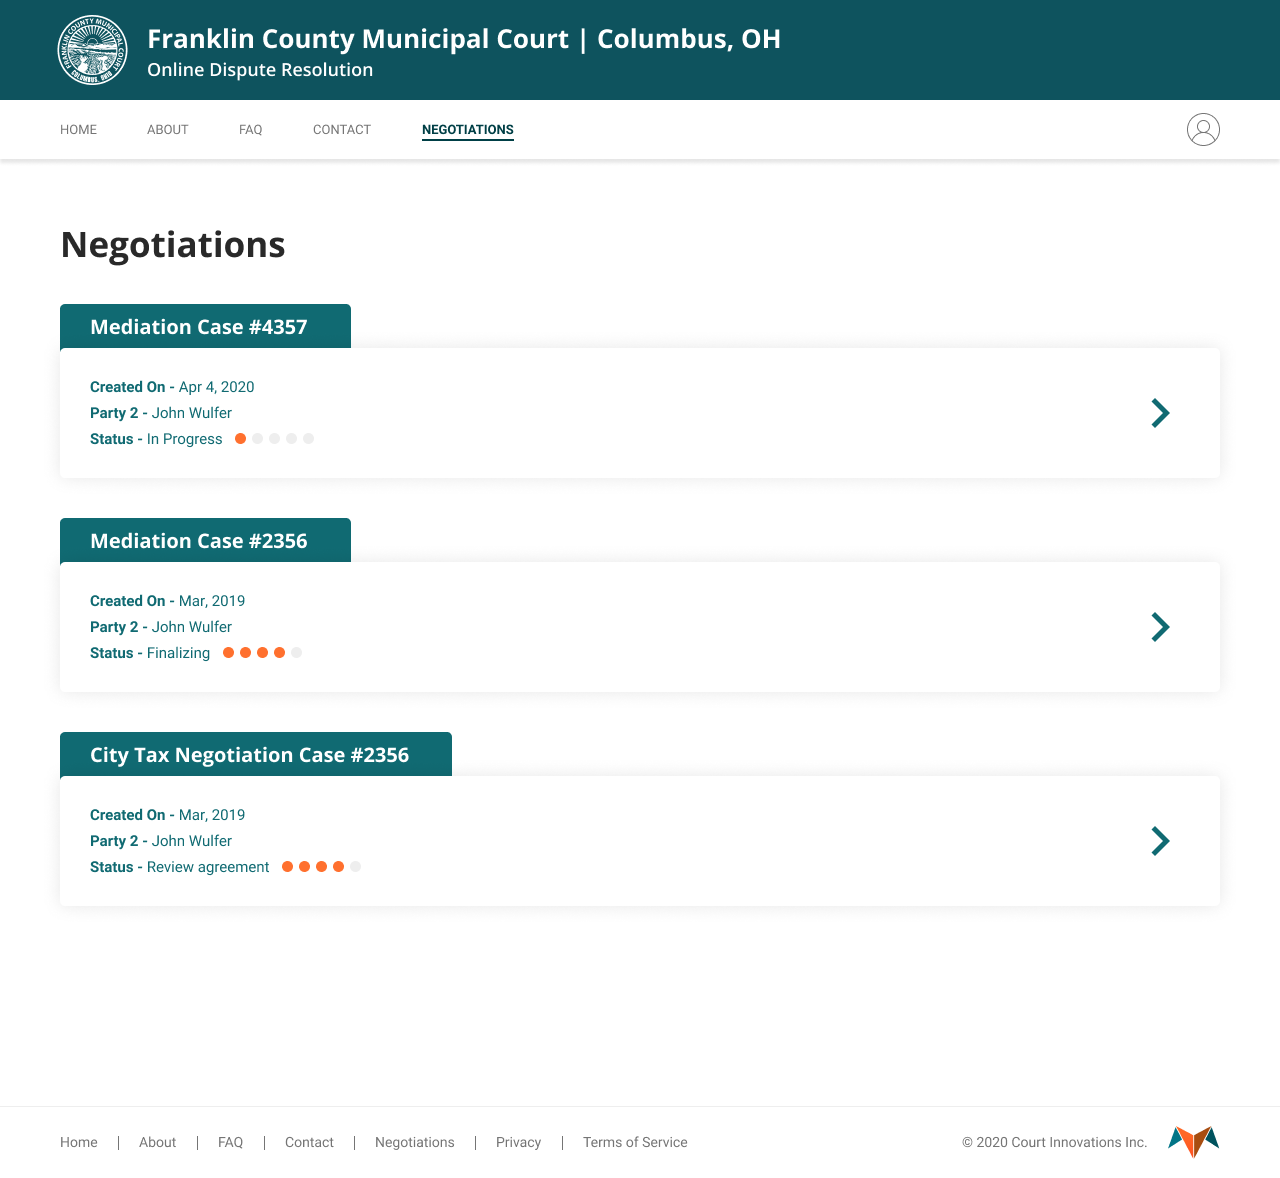 FRANKLIN COUNTY MUNICIPAL COURT
COLUMBUS, OHIO
Franklin County Municipal Court | Columbus, OH
Online Dispute Resolution
HOME ABOUT FAQ CONTACT NEGOTIATIONS
Negotiations
Mediation Case #4357
Created On - Apr 4, 2020
Party 2 - John Wulfer
Status - In Progress
Mediation Case #2356
Created On - Mar, 2019
Party 2 - John Wulfer
Status - Finalizing
City Tax Negotiation Case #2356
Created On - Mar, 2019
Party 2 - John Wulfer
Status - Review agreement
Home | About | FAQ | Contact | Negotiations | Privacy | Terms of Service © 2020 Court Innovations Inc.